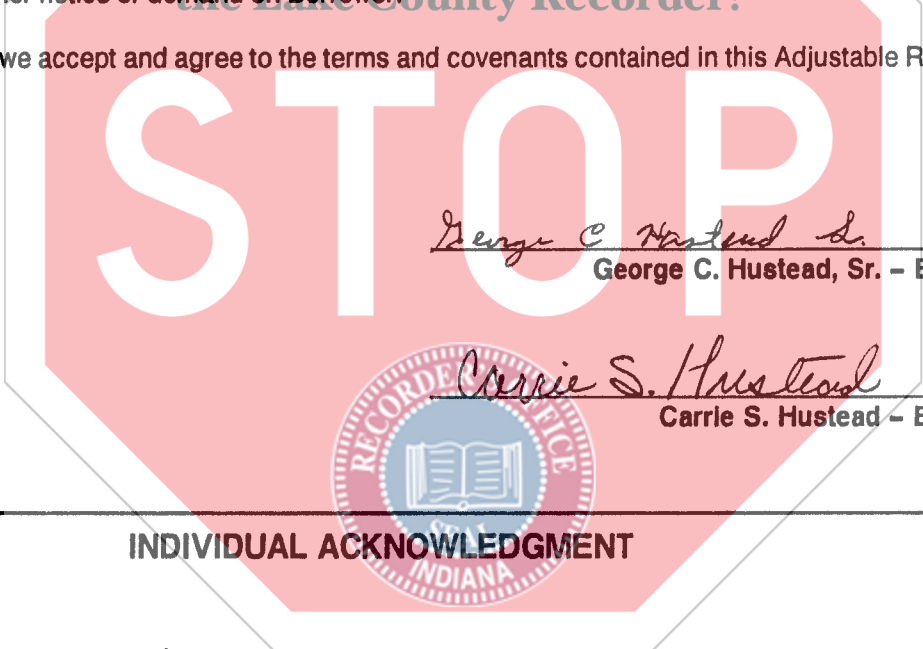 the Lake County Recorder!
we accept and agree to the terms and covenants contained in this Adjustable R
STOP
George C Hustead Sr.
George C. Hustead, Sr. –
Carrie S. Hustead
Carrie S. Hustead –
RECORDER OFFICE
SEAL
INDIVIDUAL ACKNOWLEDGMENT
INDIANA